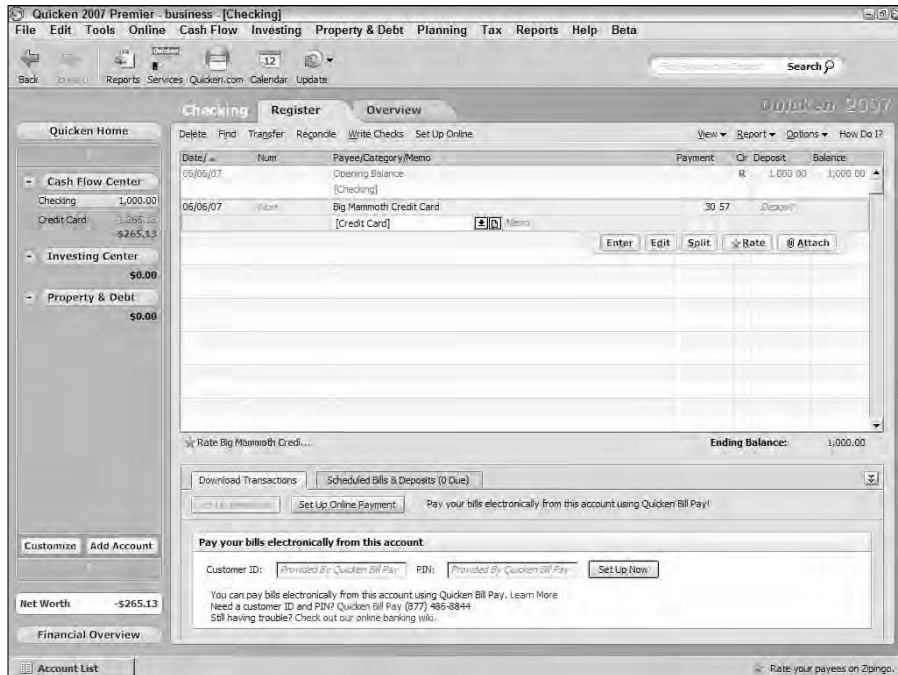 Quicken 2007 Premier - business - [Checking]
File Edit Tools Online Cash Flow Investing Property & Debt Planning Tax Reports Help Beta
Quicken
12
Back Reports Services Quicken.com Calendar Update Search
Checking Register Overview Quicken 2007
Quicken Home
Delete Find Transfer Reconcile Write Checks Set Up Online View Report Options How Do I?
Date/ Num Payee/Category/Memo Payment Clr Deposit Balance
05/06/07 Opening Balance R 1,000 00 1,000.00
[Checking]
06/06/07 Num Big Mammoth Credit Card 30 57 Deposit
[Credit Card] Memo
Enter Edit Split Rate Attach
- Cash Flow Center
Checking 1,000.00
Credit Card -1,265.13
-$265.13
- Investing Center
$0.00
- Property & Debt
$0.00
Rate Big Mammoth Credi... Ending Balance: 1,000.00
Download Transactions Scheduled Bills & Deposits (0 Due)
Set Up Online Payment Pay your bills electronically from this account using Quicken Bill Pay!
Pay your bills electronically from this account
Customer ID: Provided By Quicken Bill Pay PIN: Provided By Quicken Bill Pay Set Up Now
You can pay bills electronically from this account using Quicken Bill Pay. Learn More
Need a customer ID and PIN? Quicken Bill Pay (877) 486-8844
Still having trouble? Check out our online banking wiki.
Customize Add Account
Net Worth -$265.13
Financial Overview
Account List Rate your payees on Zipingo.